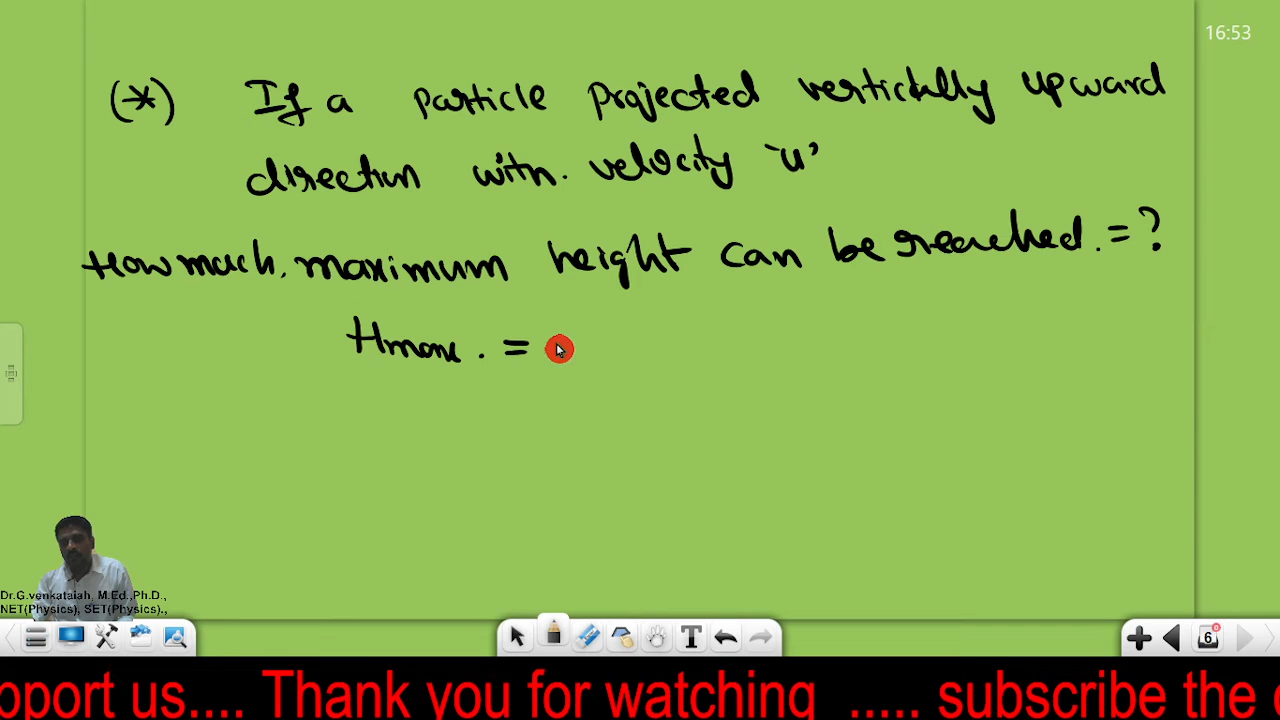 16:53
(*) If a particle projected vertically upward
direction with. velocity 'u'
How much. maximum height can be reached. = ?
Hmax. =
Dr.G.venkataiah, M.Ed.,Ph.D.,
NET(Physics), SET(Physics).,
T
6
0
pport us.... Thank you for watching ..... subscribe the